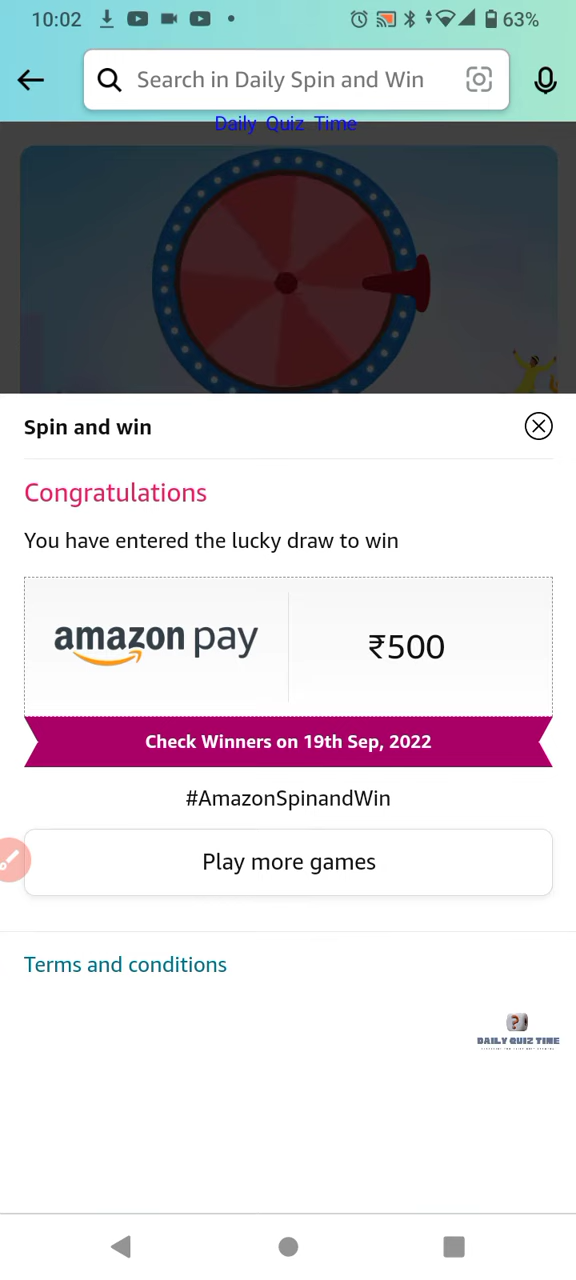 10:02
63%
Search in Daily Spin and Win
Daily Quiz Time
Spin and win
Congratulations
You have entered the lucky draw to win
amazon pay
₹500
Check Winners on 19th Sep, 2022
#AmazonSpinandWin
Play more games
Terms and conditions
?
DAILY QUIZ TIME